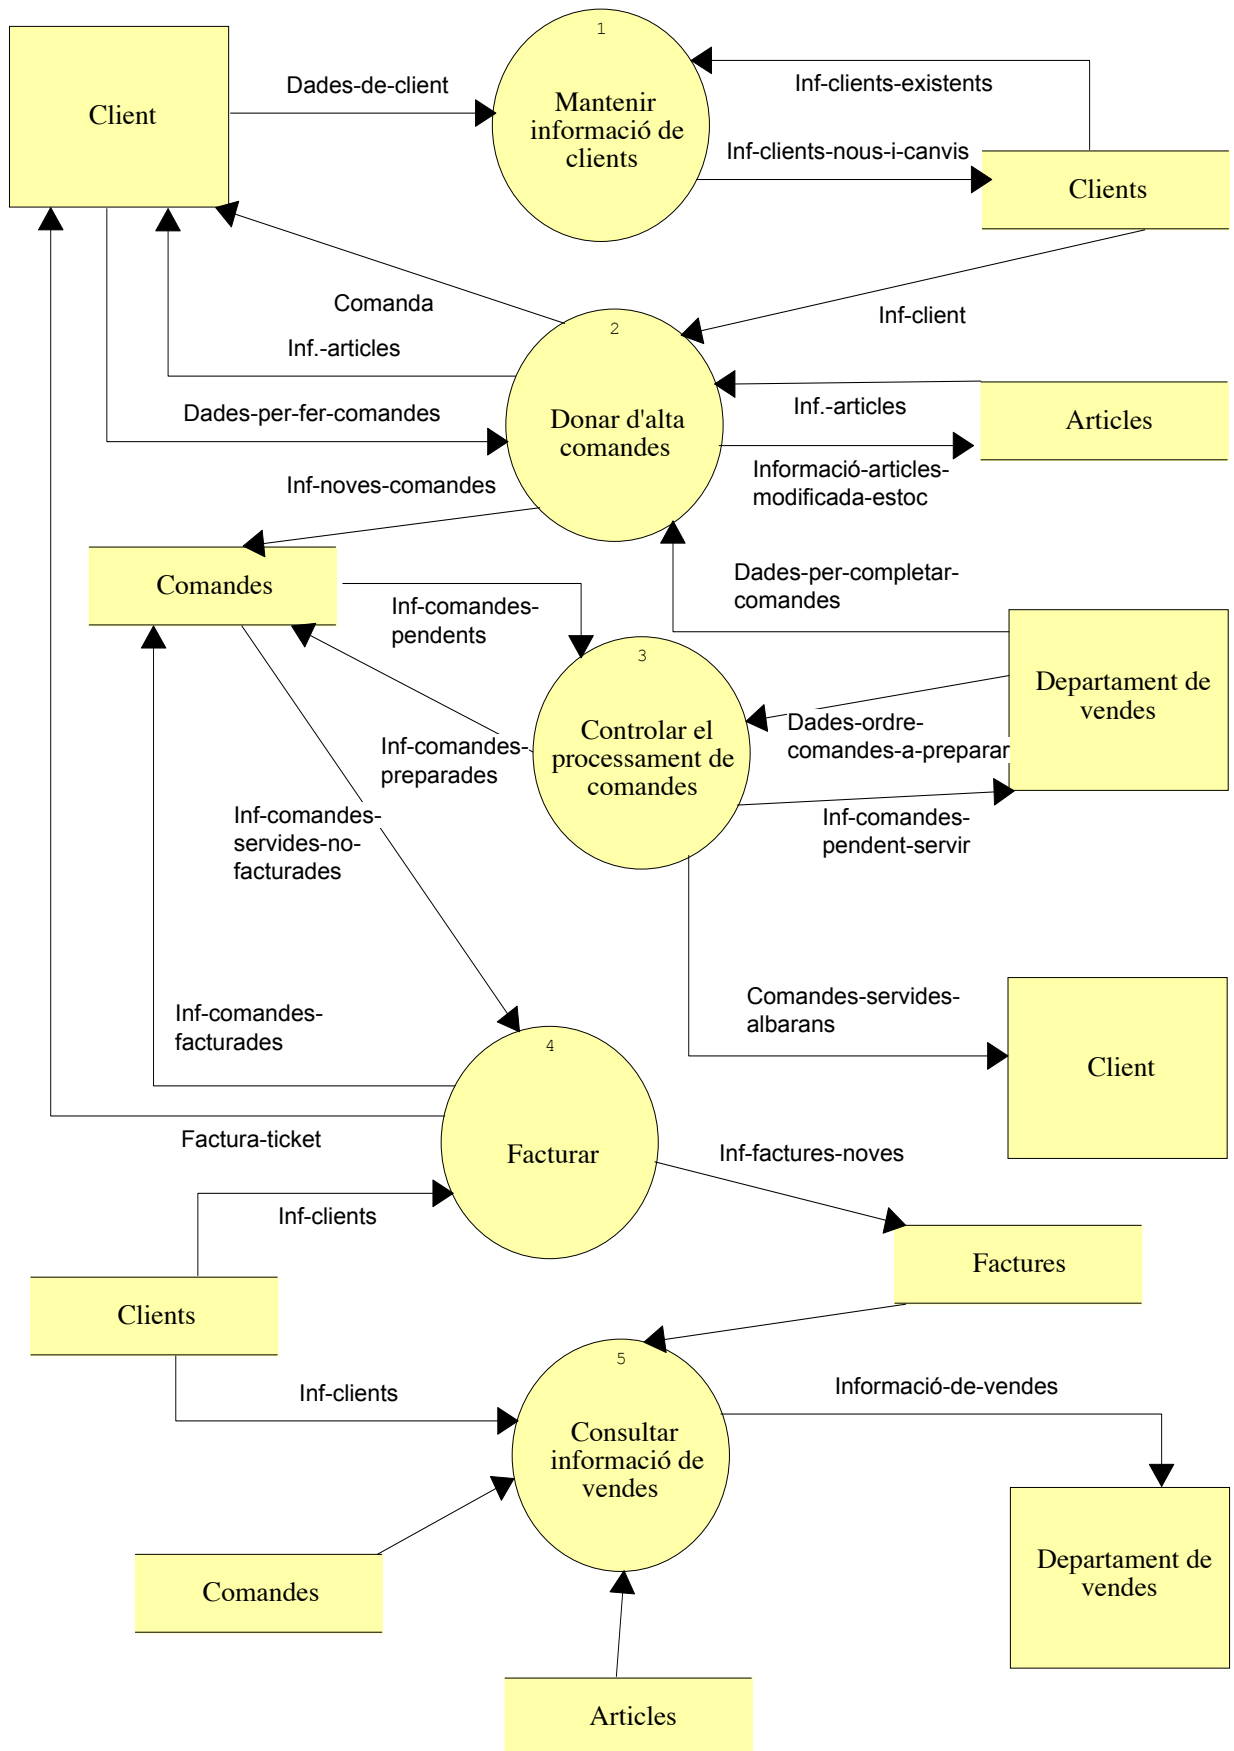 1
Client
Dades-de-client
Mantenir
informació de
clients
Inf-clients-existents
Inf-clients-nous-i-canvis
Clients
Comanda
Inf-client
2
Inf.-articles
Dades-per-fer-comandes
Donar d'alta
comandes
Inf.-articles
Articles
Informació-articles-
modificada-estoc
Inf-noves-comandes
Comandes
Inf-comandes-
pendents
Dades-per-completar-
comandes
3
Departament de
vendes
Controlar el
processament de
comandes
Inf-comandes-
preparades
Dades-ordre-
comandes-a-preparar
Inf-comandes-
servides-no-
facturades
Inf-comandes-
pendent-servir
Inf-comandes-
facturades
Comandes-servides-
albarans
Client
4
Facturar
Factura-ticket
Inf-factures-noves
Inf-clients
Factures
Clients
5
Inf-clients
Informació-de-vendes
Consultar
informació de
vendes
Departament de
vendes
Comandes
Articles